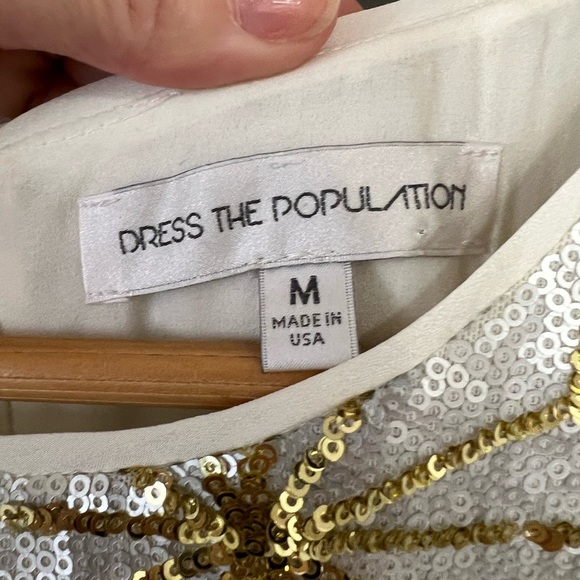 DRESS THE POPULATION
M
MADE IN
USA